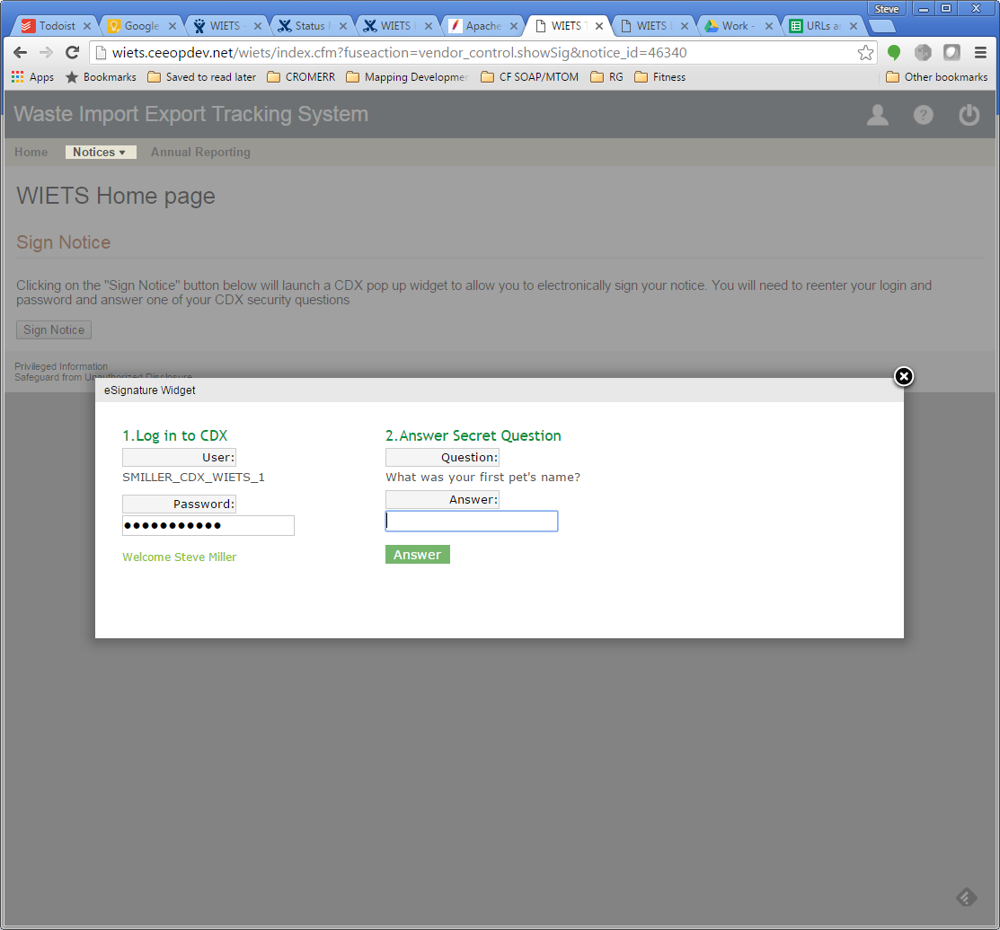 Steve
Todoist
Google
WIETS -
Status
WIETS
Apache
WIETS T
WIETS
Work -
URLs a
wiets.ceeopdev.net/wiets/index.cfm?fuseaction=vendor_control.showSig&notice_id=46340
Apps Bookmarks Saved to read later CROMERR Mapping Developmen CF SOAP/MTOM RG Fitness Other bookmarks
Waste Import Export Tracking System
Home Notices Annual Reporting
WIETS Home page
Sign Notice
Clicking on the "Sign Notice" button below will launch a CDX pop up widget to allow you to electronically sign your notice. You will need to reenter your login and
password and answer one of your CDX security questions
Sign Notice
Privileged Information
Safeguard from Unauthorized Disclosure
eSignature Widget
1.Log in to CDX
User:
SMILLER_CDX_WIETS_1
Password:
•••••••••••
Welcome Steve Miller
2.Answer Secret Question
Question:
What was your first pet's name?
Answer:
Answer